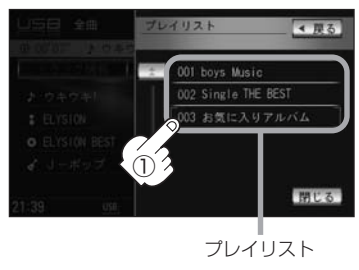 USB 全曲
プレイリスト
◀ 戻る
001 boys Music
002 Single THE BEST
003 お気に入りアルバム
♪ ウキウキ!
ELYSION
ELYSION BEST
J-ポップ
①
閉じる
21:39 USB
プレイリスト